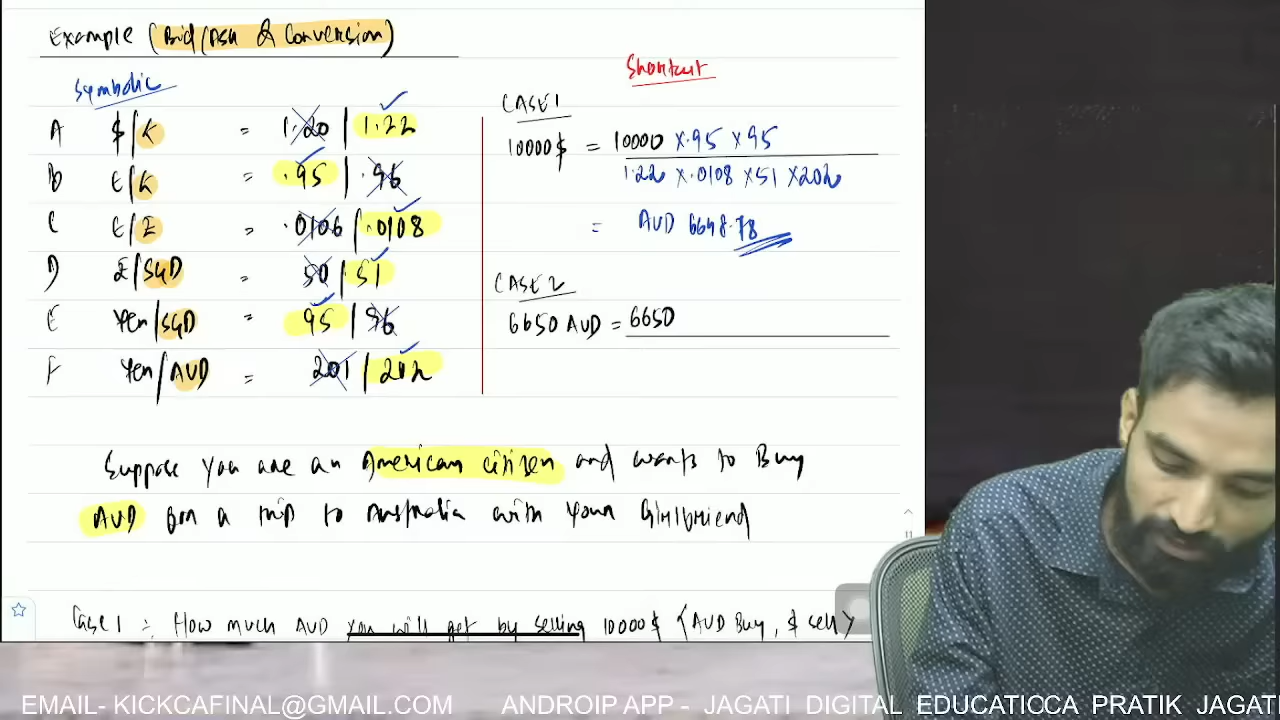 Example (Bid/Ask & Conversion)
Symbolic
A $/K = 1.20 | 1.22
B £/K = .95 | .96
C £/Σ = .0106 | .0108
D Σ/SGD = 50 | 51
E Yen/SGD = 95 | 96
F Yen/AUD = 201 | 202
Shortcut
CASE 1
10000$ = 10000 x .95 x 95
1.22 x .0108 x 51 x 202
= AUD 6648.78
CASE 2
6650 AUD = 6650
Suppose you are an American citizen and wants to Buy
AUD for a trip to Australia with your Girlfriend
Case 1 :- How much AUD you will get by selling 10000$ {AUD Buy, $ sell}
EMAIL- KICKCAFINAL@GMAIL.COM ANDROIP APP - JAGATI DIGITAL EDUCATIOCCA PRATIK JAGAT